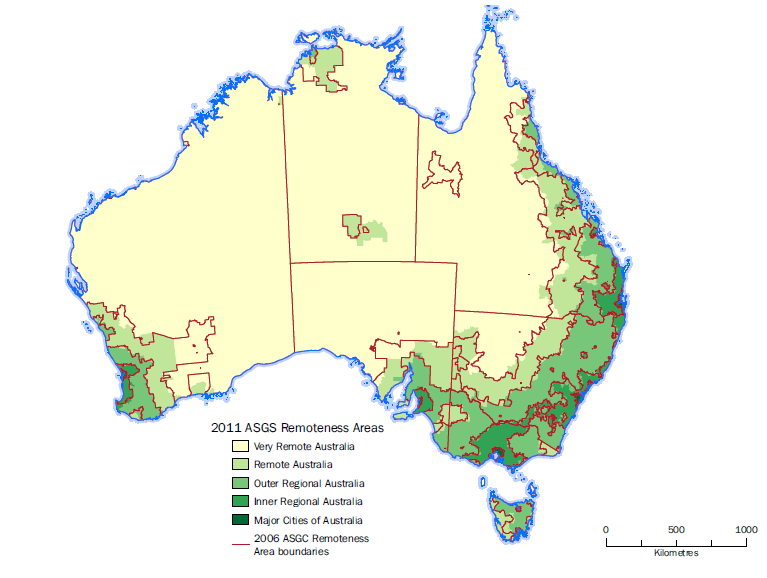 2011 ASGS Remoteness Areas
Very Remote Australia
Remote Australia
Outer Regional Australia
Inner Regional Australia
Major Cities of Australia
2006 ASGC Remoteness
Area boundaries
0 500 1000
Kilometres